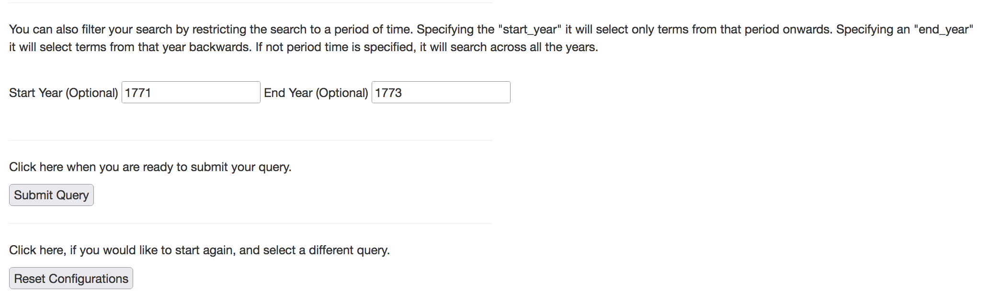 You can also filter your search by restricting the search to a period of time. Specifying the "start_year" it will select only terms from that period onwards. Specifying an "end_year"
it will select terms from that year backwards. If not period time is specified, it will search across all the years.
Start Year (Optional) 1771 End Year (Optional) 1773
Click here when you are ready to submit your query.
Submit Query
Click here, if you would like to start again, and select a different query.
Reset Configurations